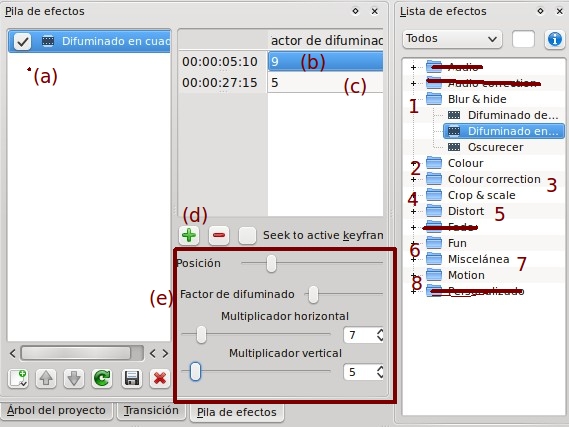 Pila de efectos
Difuminado en cuad
(a)
actor de difuminad
00:00:05:10 9 (b)
00:00:27:15 5 (c)
(d)
Seek to active keyfram
(e)
Posición
Factor de difuminado
Multiplicador horizontal
7
Multiplicador vertical
5
Árbol del proyecto Transición Pila de efectos
Lista de efectos
Todos
Audio
Audio correction
1 Blur & hide
Difuminado de...
Difuminado en...
Oscurecer
2 Colour
Colour correction 3
4 Crop & scale
Distort 5
Fade
6 Fun
Miscelánea 7
Motion
8 Personalizado